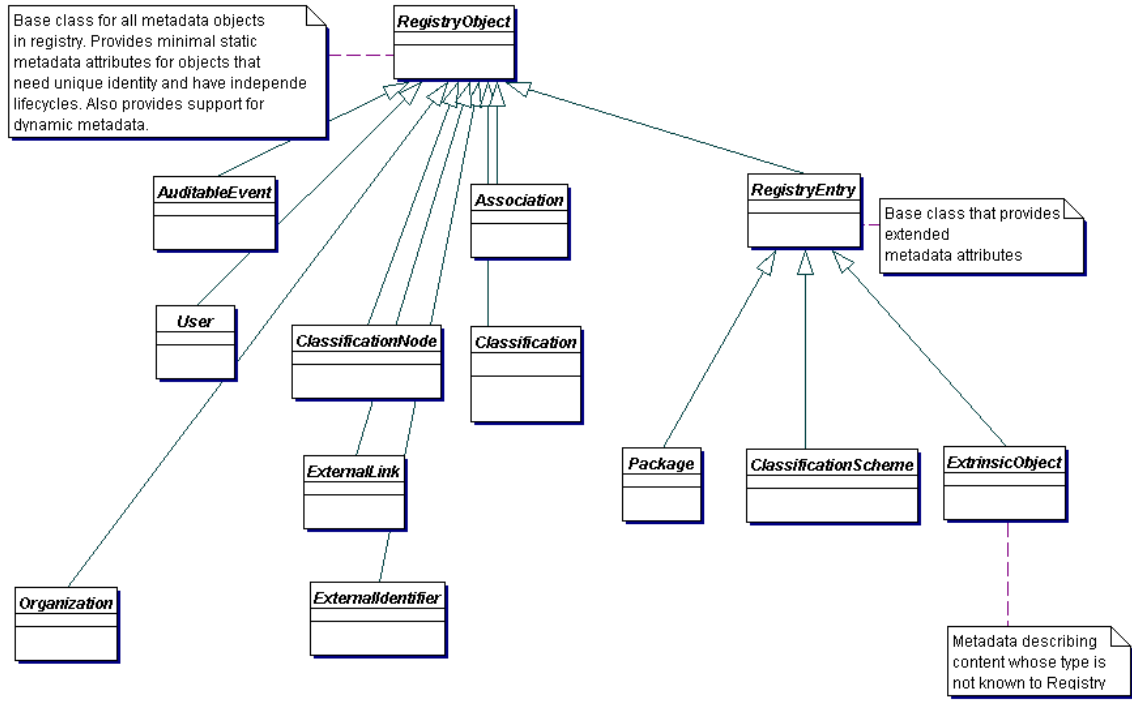 Base class for all metadata objects
in registry. Provides minimal static
metadata attributes for objects that
need unique identity and have independe
lifecycles. Also provides support for
dynamic metadata.
RegistryObject
AuditableEvent
Association
RegistryEntry
Base class that provides
extended
metadata attributes
User
ClassificationNode
Classification
ExternalLink
Package
ClassificationScheme
ExtrinsicObject
Organization
ExternalIdentifier
Metadata describing
content whose type is
not known to Registry